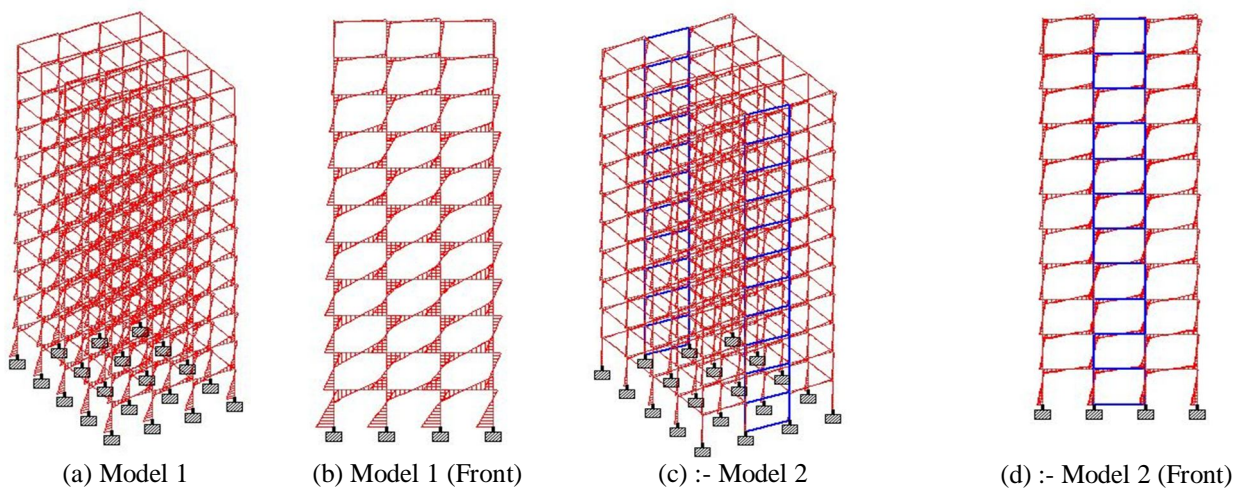 (a) Model 1
(b) Model 1 (Front)
(c) :- Model 2
(d) :- Model 2 (Front)